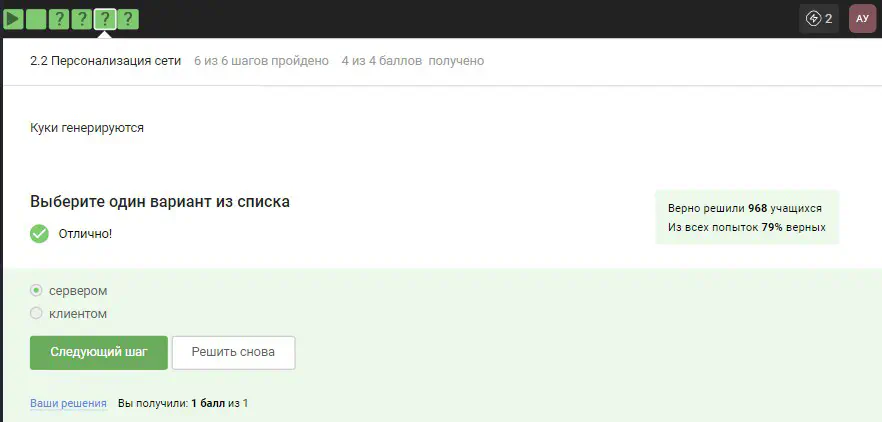 ? ? ? ?
2 АУ
2.2 Персонализация сети 6 из 6 шагов пройдено 4 из 4 баллов получено
Куки генерируются
Выберите один вариант из списка
Верно решили 968 учащихся
Из всех попыток 79% верных
Отлично!
сервером
клиентом
Следующий шаг Решить снова
Ваши решения Вы получили: 1 балл из 1